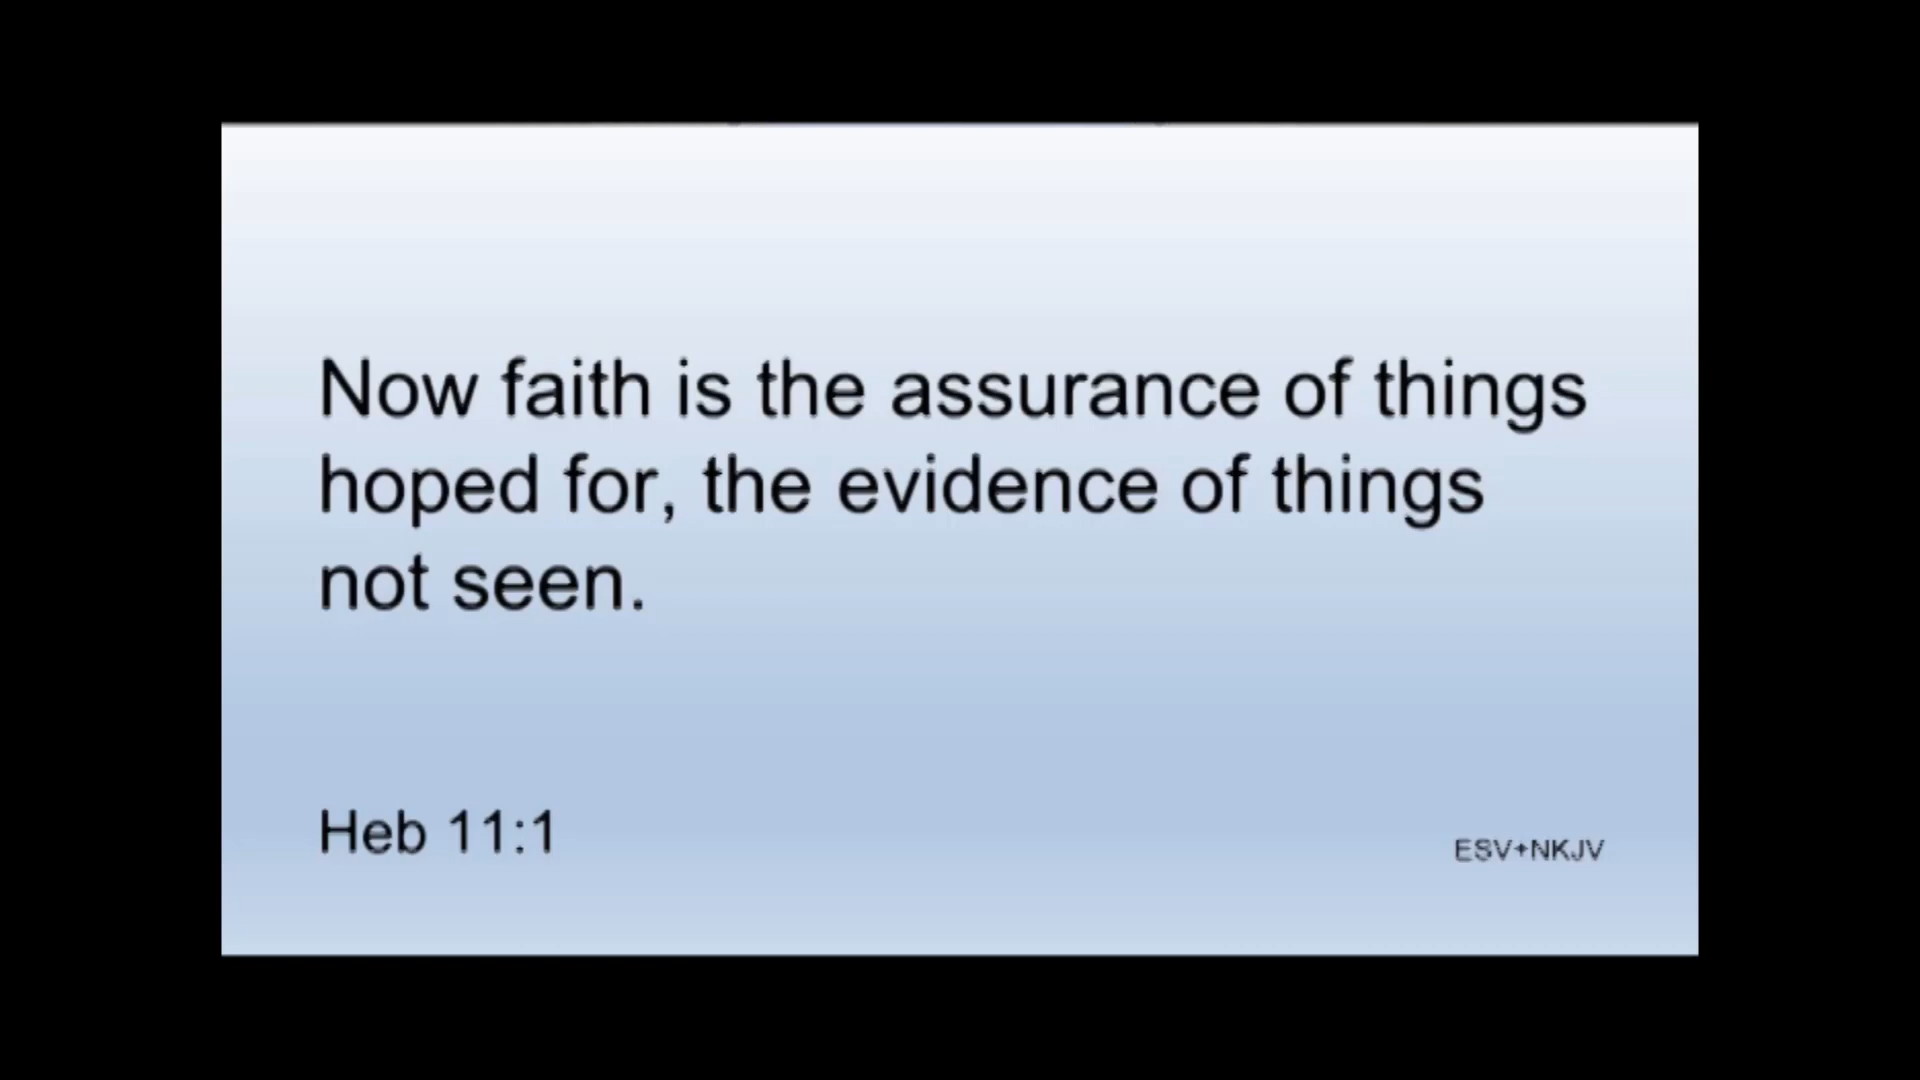 Now faith is the assurance of things
hoped for, the evidence of things
not seen.
Heb 11:1
ESV+NKJV